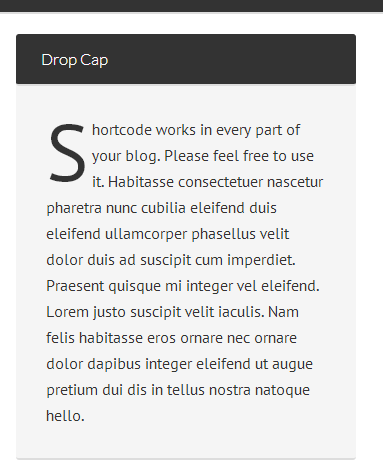 Drop Cap
Shortcode works in every part of
your blog. Please feel free to use
it. Habitasse consectetuer nascetur
pharetra nunc cubilia eleifend duis
eleifend ullamcorper phasellus velit
dolor duis ad suscipit cum imperdiet.
Praesent quisque mi integer vel eleifend.
Lorem justo suscipit velit iaculis. Nam
felis habitasse eros ornare nec ornare
dolor dapibus integer eleifend ut augue
pretium dui dis in tellus nostra natoque
hello.